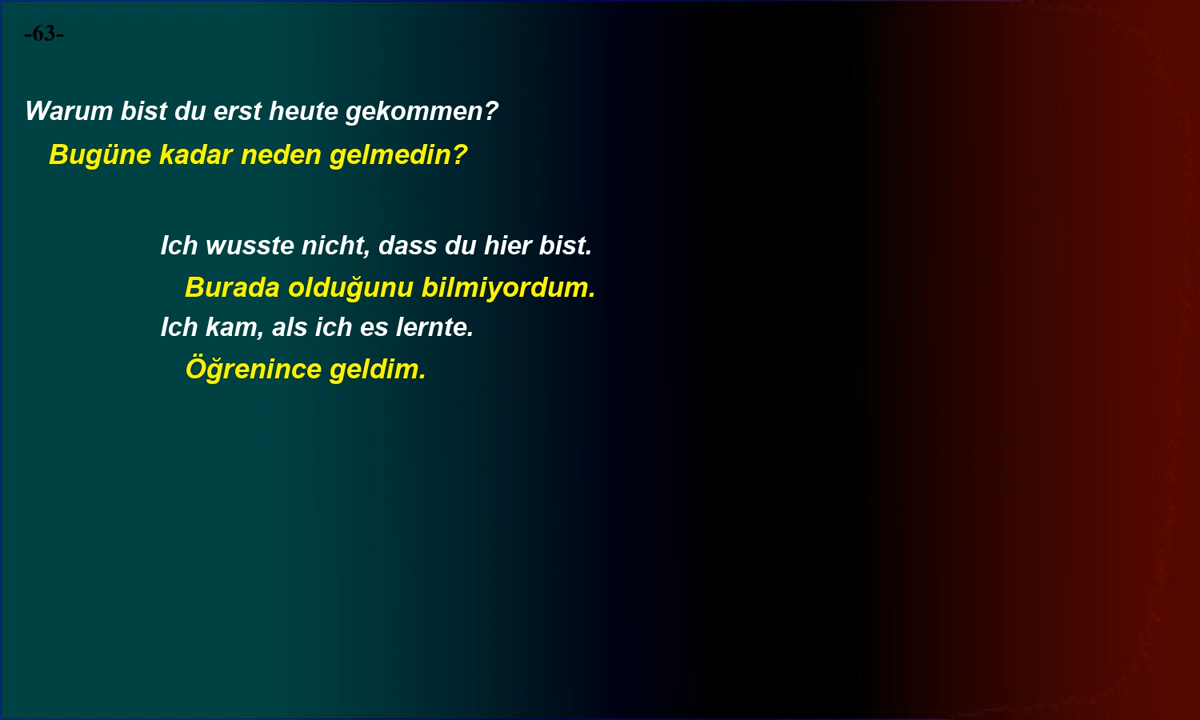 -63-
Warum bist du erst heute gekommen?
Bugüne kadar neden gelmedin?
Ich wusste nicht, dass du hier bist.
Burada olduğunu bilmiyordum.
Ich kam, als ich es lernte.
Öğrenince geldim.